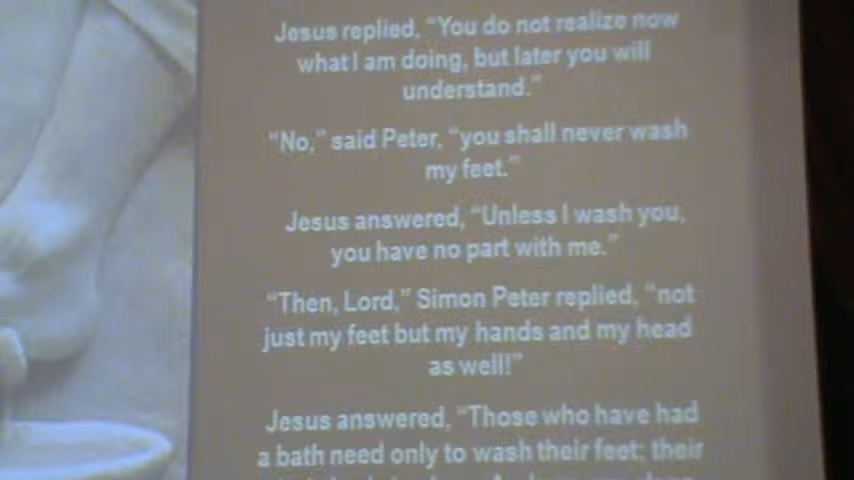 Jesus replied, “You do not realize now
what I am doing, but later you will
understand.”
“No,” said Peter, “you shall never wash
my feet.”
Jesus answered, “Unless I wash you,
you have no part with me.”
“Then, Lord,” Simon Peter replied, “not
just my feet but my hands and my head
as well!”
Jesus answered, “Those who have had
a bath need only to wash their feet; their